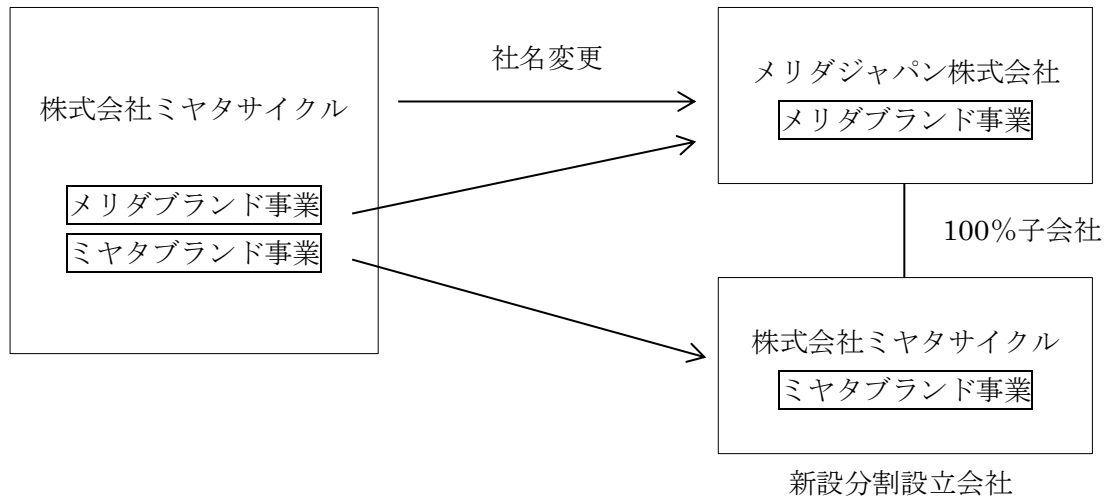 社名変更
株式会社ミヤタサイクル
メリダブランド事業
ミヤタブランド事業
メリダジャパン株式会社
メリダブランド事業
100%子会社
株式会社ミヤタサイクル
ミヤタブランド事業
新設分割設立会社